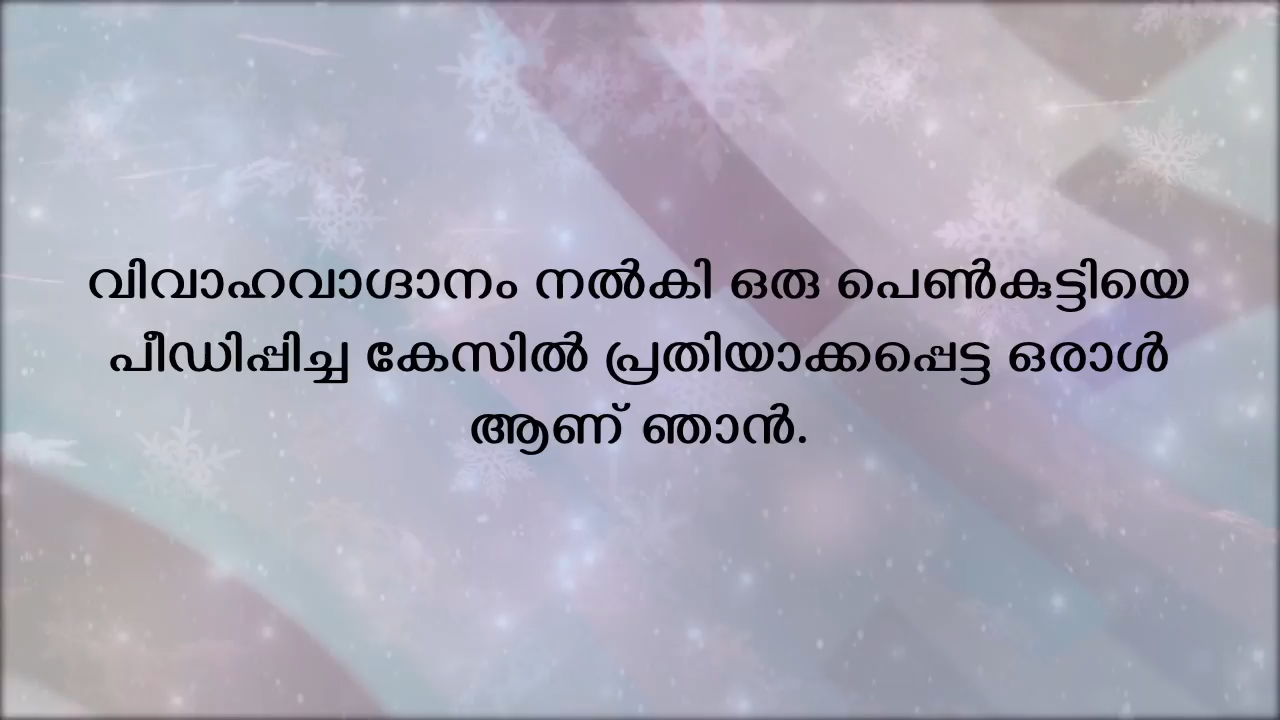 വിവാഹവാഗ്ദാനം നൽകി ഒരു പെൺകുട്ടിയെ
പീഡിപ്പിച്ച കേസിൽ പ്രതിയാക്കപ്പെട്ട ഒരാൾ
ആണ് ഞാൻ.